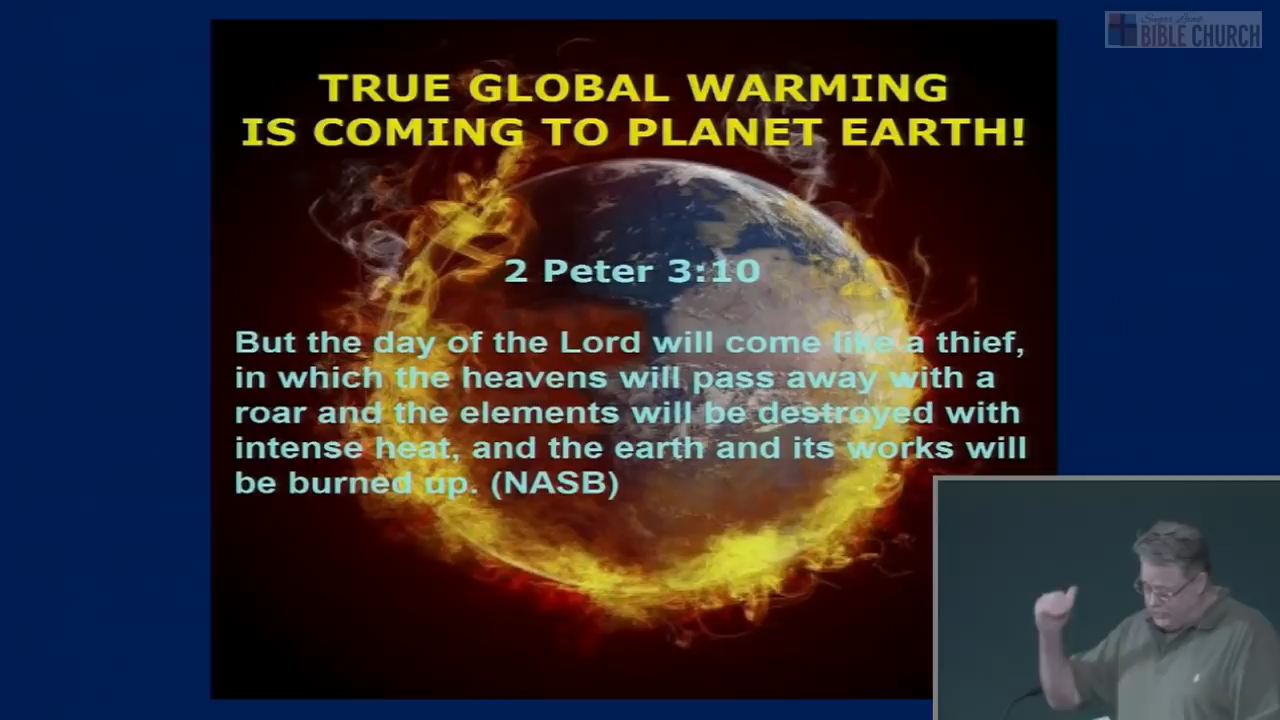 Sugar Land
BIBLE CHURCH
TRUE GLOBAL WARMING
IS COMING TO PLANET EARTH!
2 Peter 3:10
But the day of the Lord will come like a thief,
in which the heavens will pass away with a
roar and the elements will be destroyed with
intense heat, and the earth and its works will
be burned up. (NASB)